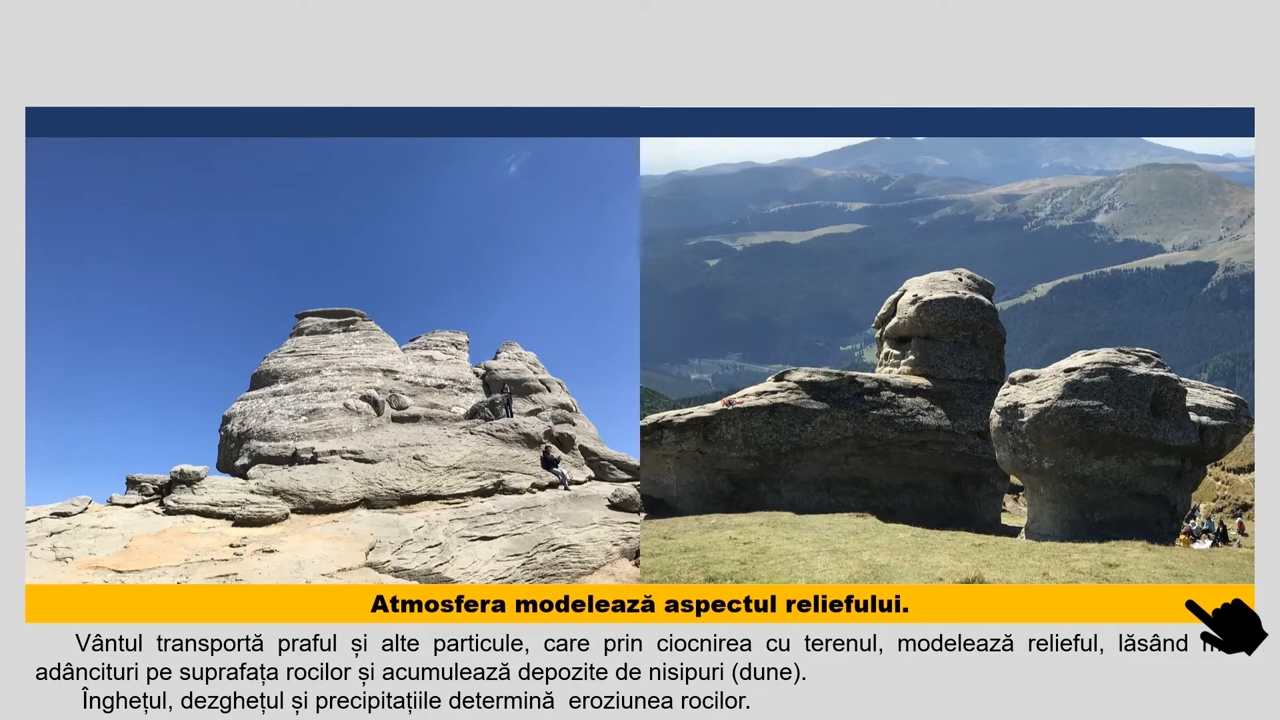 Atmosfera modelează aspectul reliefului.
Vântul transportă praful și alte particule, care prin ciocnirea cu terenul, modelează relieful, lăsând
adâncituri pe suprafața rocilor și acumulează depozite de nisipuri (dune).
Înghețul, dezghețul și precipitațiile determină eroziunea rocilor.